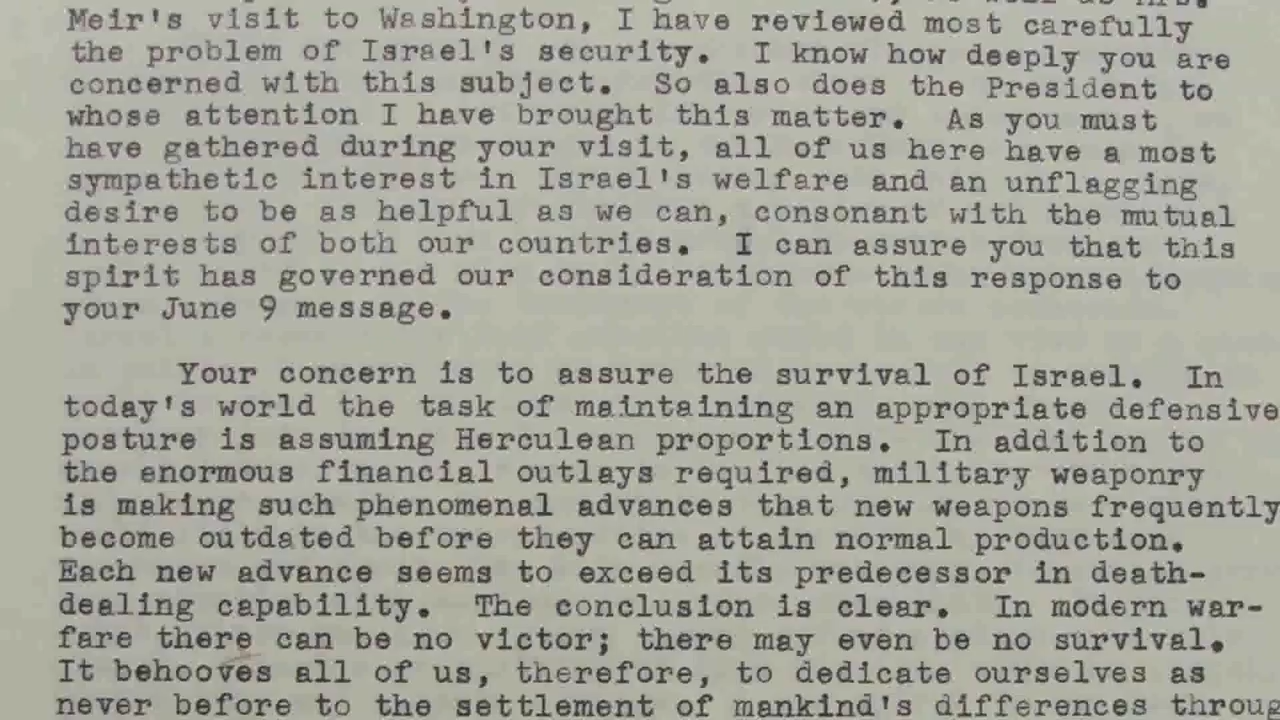 Meir's visit to Washington, I have reviewed most carefully
the problem of Israel's security. I know how deeply you are
concerned with this subject. So also does the President to
whose attention I have brought this matter. As you must
have gathered during your visit, all of us here have a most
sympathetic interest in Israel's welfare and an unflagging
desire to be as helpful as we can, consonant with the mutual
interests of both our countries. I can assure you that this
spirit has governed our consideration of this response to
your June 9 message.
Your concern is to assure the survival of Israel. In
today's world the task of maintaining an appropriate defensive
posture is assuming Herculean proportions. In addition to
the enormous financial outlays required, military weaponry
is making such phenomenal advances that new weapons frequently
become outdated before they can attain normal production.
Each new advance seems to exceed its predecessor in death-
dealing capability. The conclusion is clear. In modern war-
fare there can be no victor; there may even be no survival.
It behooves all of us, therefore, to dedicate ourselves as
never before to the settlement of mankind's differences throug